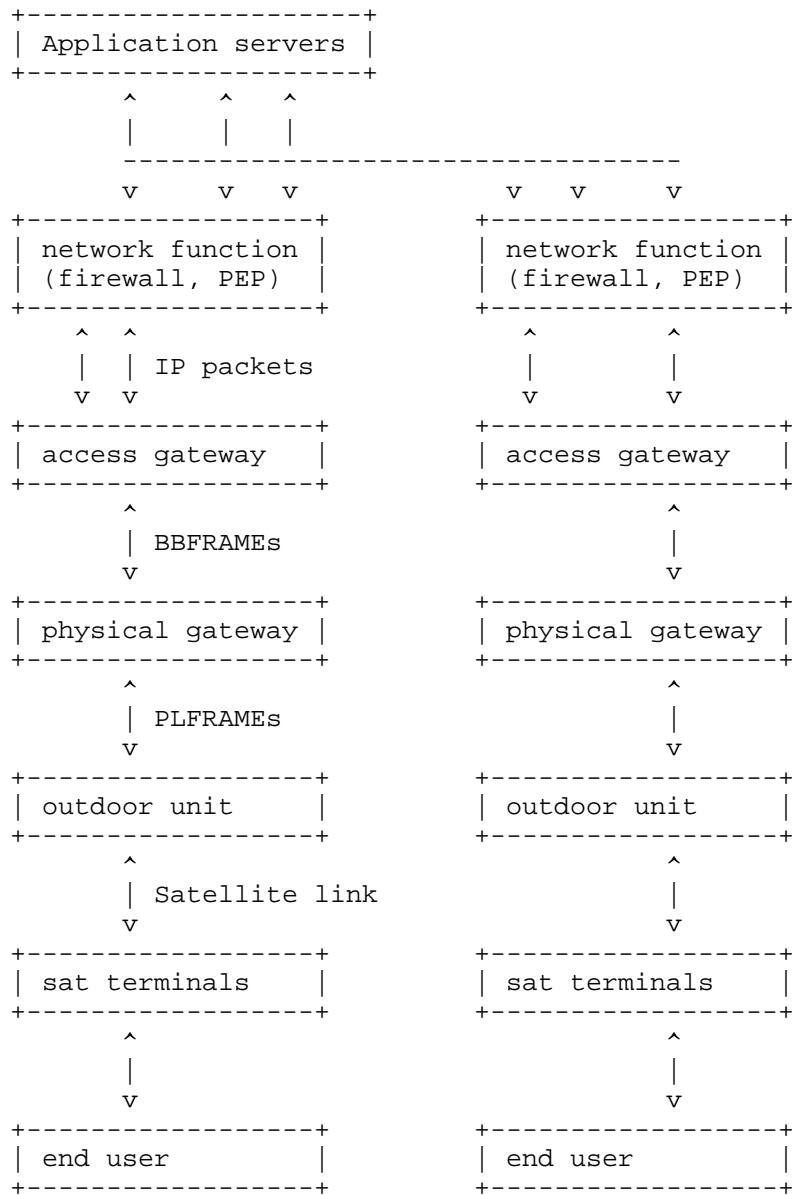 Application servers
network function network function
(firewall, PEP) (firewall, PEP)
IP packets
access gateway access gateway
BBFRAMEs
physical gateway physical gateway
PLFRAMEs
outdoor unit outdoor unit
Satellite link
sat terminals sat terminals
end user end user